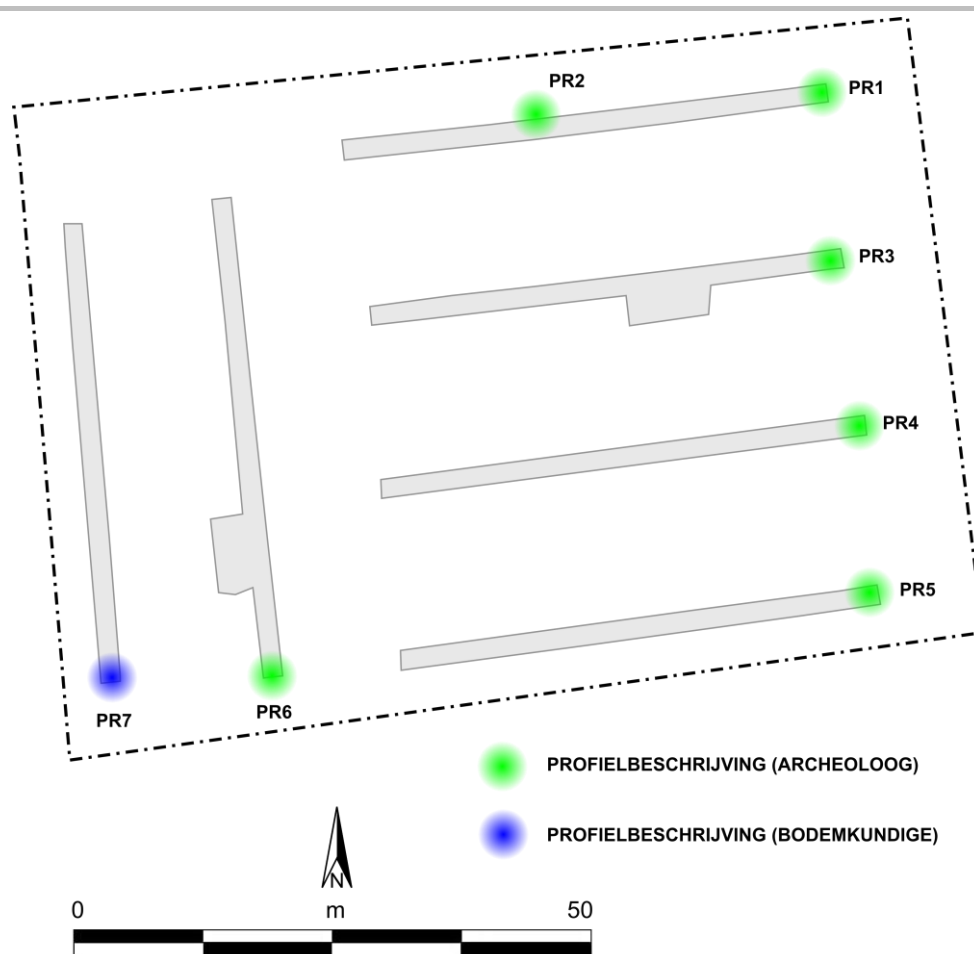 PR2
PR1
PR3
PR4
PR5
PR6
PR7
PROFIELBESCHRIJVING (ARCHEOLOOG)
PROFIELBESCHRIJVING (BODEMKUNDIGE)
N
0 m 50